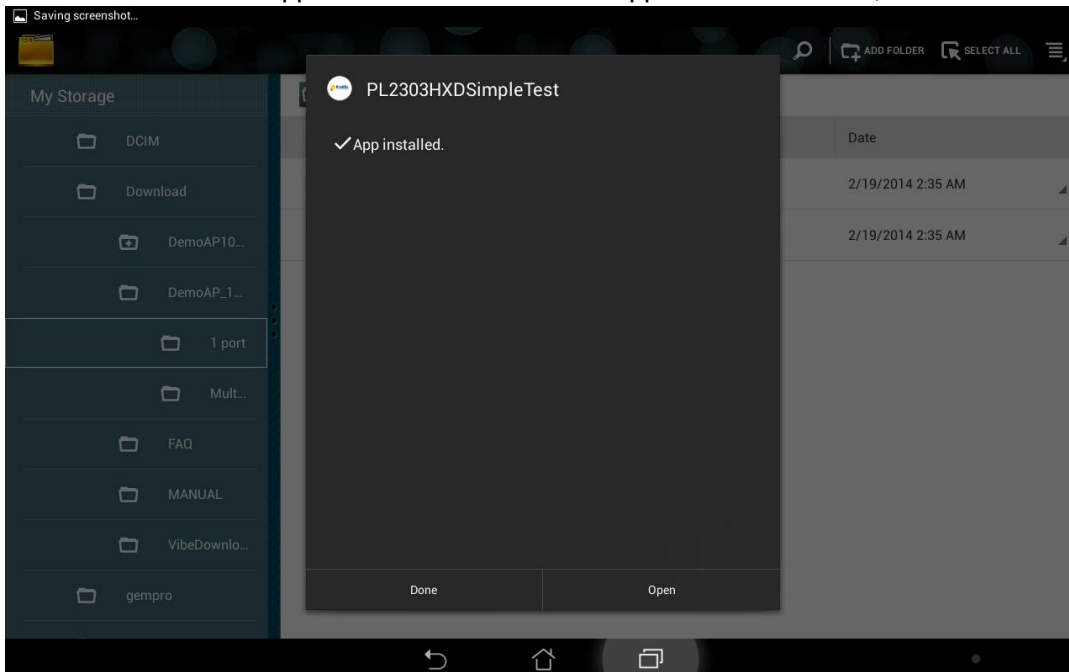 Saving screenshot...
ADD FOLDER SELECT ALL
My Storage
PL2303HXDSimpleTest
App installed.
Date
DCIM
Download
2/19/2014 2:35 AM
DemoAP10...
2/19/2014 2:35 AM
DemoAP_1...
1 port
Mult...
FAQ
MANUAL
VibeDownlo...
gempro
Done Open